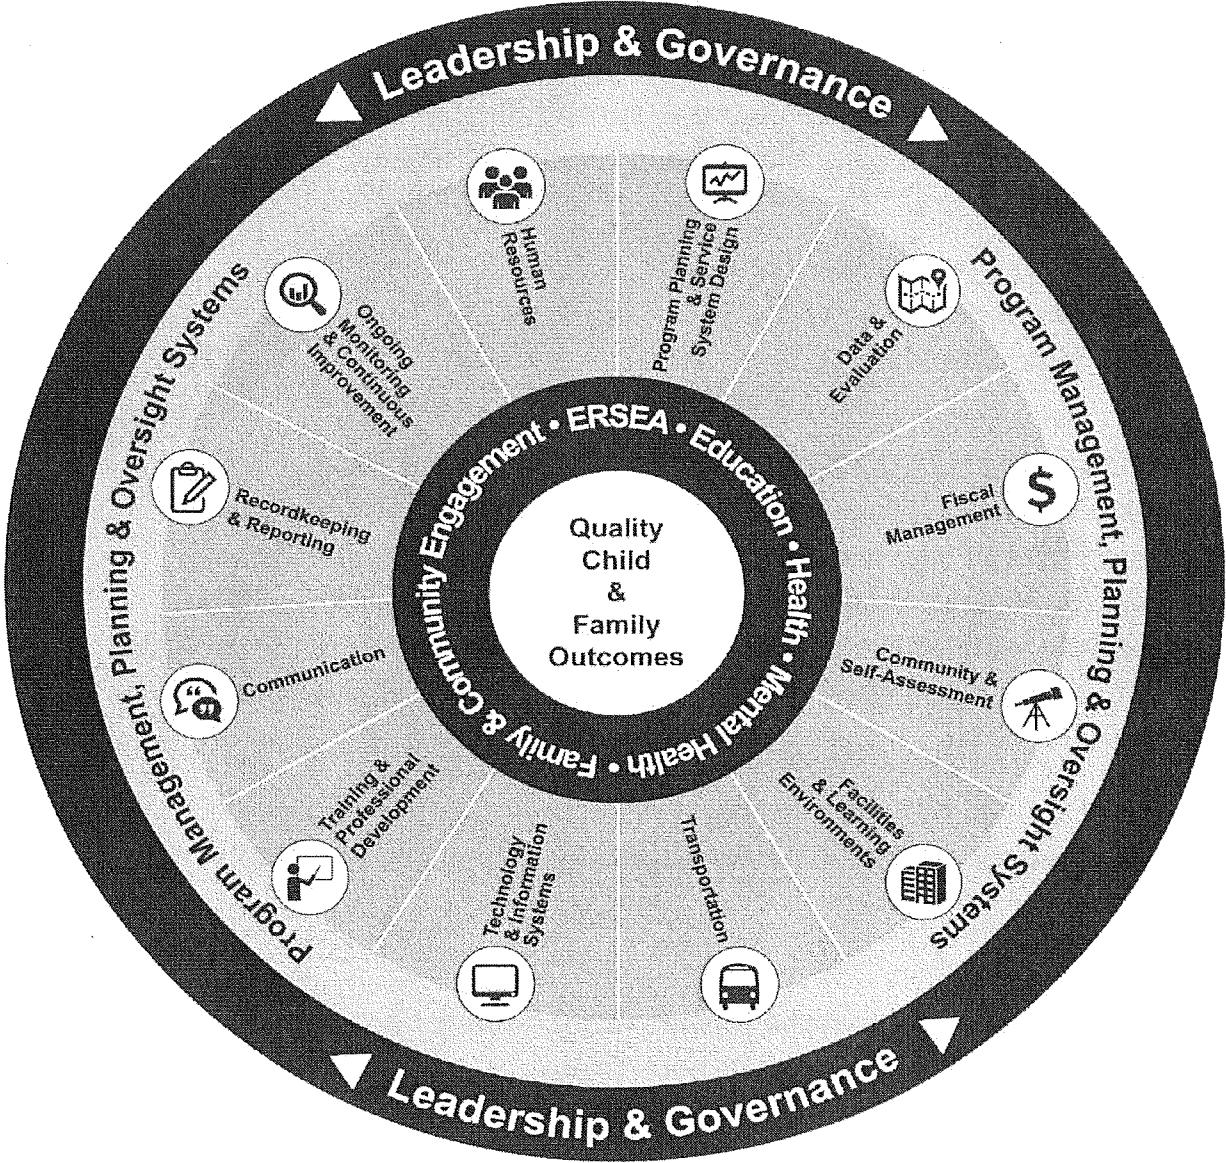 Leadership & Governance
Program Management, Planning & Oversight Systems
Program Management, Planning & Oversight Systems
Human
Resources
Program Planning
& Service
System Design
Data &
Evaluation
Fiscal
Management
Community &
Self-Assessment
Facilities
& Learning
Environments
Transportation
Technology
& Information
Systems
Training &
Professional
Development
Communication
Recordkeeping
& Reporting
Ongoing
Monitoring
& Continuous
Improvement
ERSEA • Education • Health • Mental Health • Family & Community Engagement •
Quality
Child
&
Family
Outcomes
Leadership & Governance